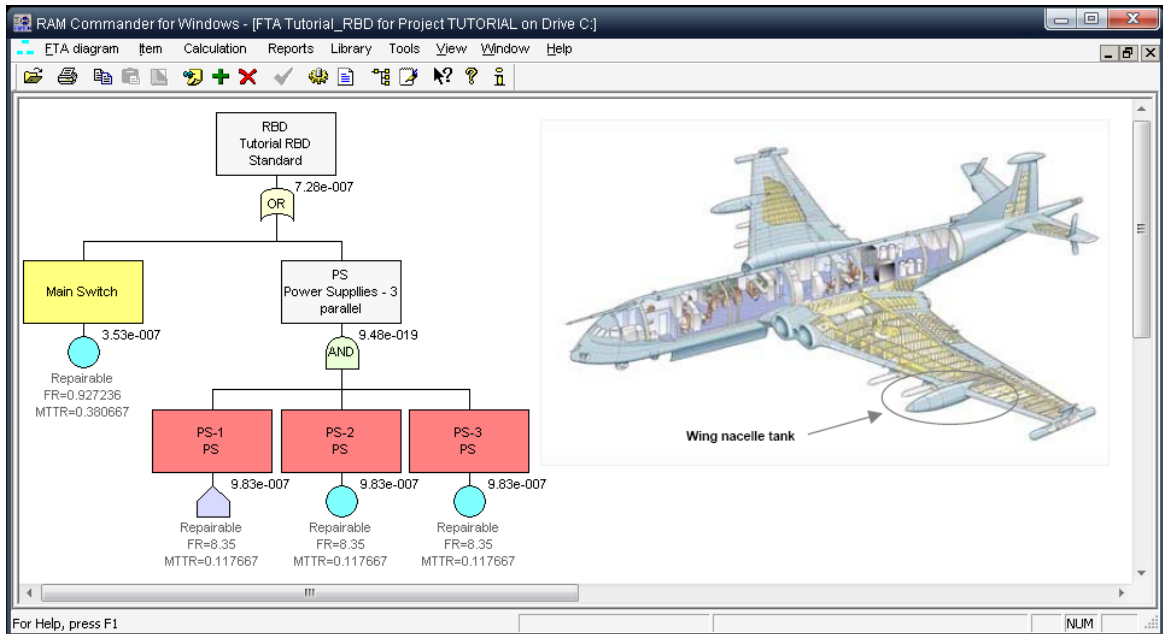 RAM Commander for Windows - [FTA Tutorial_RBD for Project TUTORIAL on Drive C:]
FTA diagram Item Calculation Reports Library Tools View Window Help
RBD
Tutorial RBD
Standard
7.28e-007
OR
Main Switch
3.53e-007
Repairable
FR=0.927236
MTTR=0.380667
PS
Power Suppllies - 3
parallel
9.48e-019
AND
PS-1
PS
9.83e-007
Repairable
FR=8.35
MTTR=0.117667
PS-2
PS
9.83e-007
Repairable
FR=8.35
MTTR=0.117667
PS-3
PS
9.83e-007
Repairable
FR=8.35
MTTR=0.117667
Wing nacelle tank
For Help, press F1
NUM